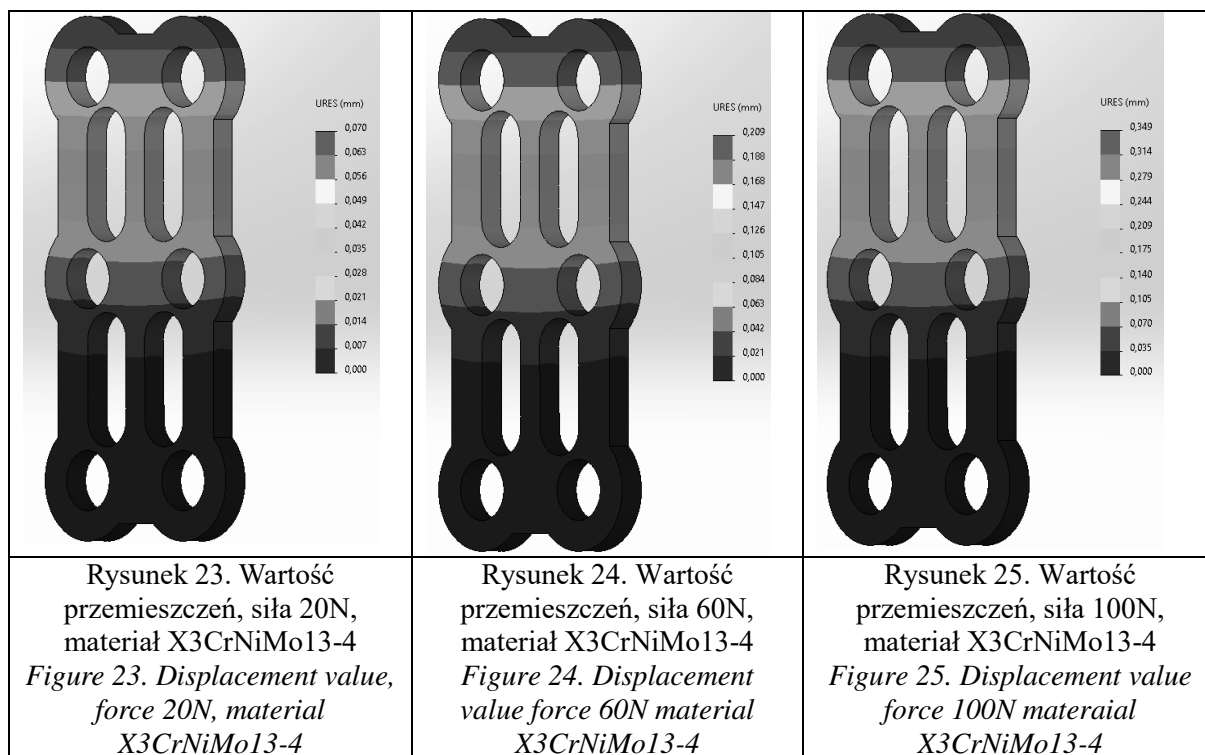 URES (mm)
0,070
0,063
0,056
0,049
0,042
0,035
0,028
0,021
0,014
0,007
0,000
URES (mm)
0,209
0,188
0,168
0,147
0,126
0,105
0,084
0,063
0,042
0,021
0,000
URES (mm)
0,349
0,314
0,279
0,244
0,209
0,175
0,140
0,105
0,070
0,035
0,000
Rysunek 23. Wartość
przemieszczeń, siła 20N,
materiał X3CrNiMo13-4
Figure 23. Displacement value,
force 20N, material
X3CrNiMo13-4
Rysunek 24. Wartość
przemieszczeń, siła 60N,
materiał X3CrNiMo13-4
Figure 24. Displacement
value force 60N material
X3CrNiMo13-4
Rysunek 25. Wartość
przemieszczeń, siła 100N,
materiał X3CrNiMo13-4
Figure 25. Displacement value
force 100N materaial
X3CrNiMo13-4